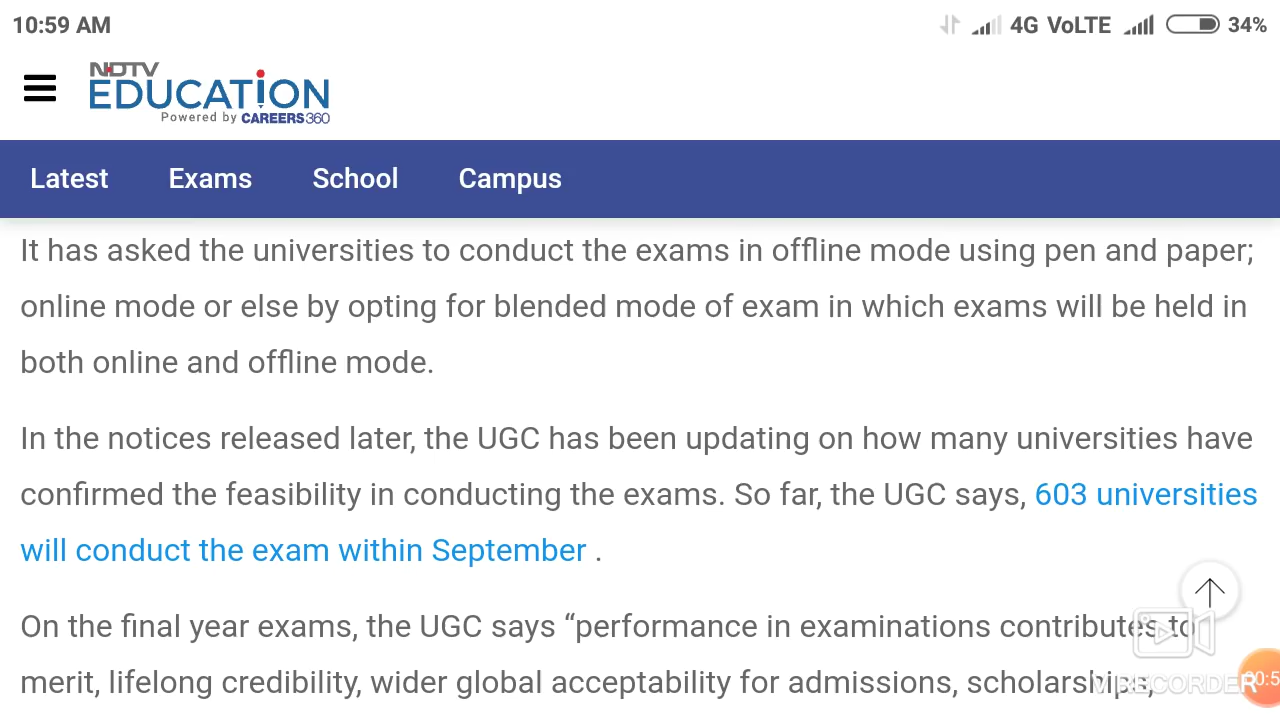 10:59 AM 4G VoLTE 34%
NDTV
EDUCATION
Powered by CAREERS360
Latest Exams School Campus
It has asked the universities to conduct the exams in offline mode using pen and paper;
online mode or else by opting for blended mode of exam in which exams will be held in
both online and offline mode.
In the notices released later, the UGC has been updating on how many universities have
confirmed the feasibility in conducting the exams. So far, the UGC says, 603 universities
will conduct the exam within September .
On the final year exams, the UGC says “performance in examinations contributes to
merit, lifelong credibility, wider global acceptability for admissions, scholarships,
VIRECORDER
00:5